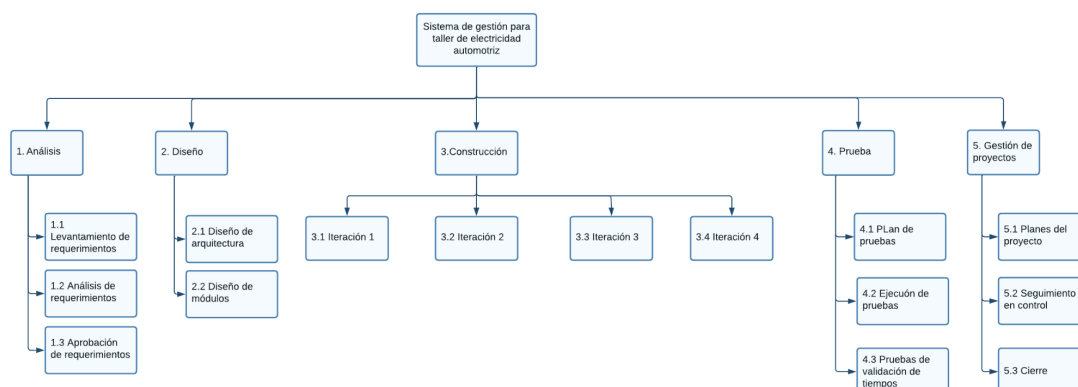 Sistema de gestión para
taller de electricidad
automotriz
1. Análisis
2. Diseño
3.Construcción
4. Prueba
5. Gestión de
proyectos
1.1
Levantamiento de
requerimientos
1.2 Análisis de
requerimientos
1.3 Aprobación
de requerimientos
2.1 Diseño de
arquitectura
2.2 Diseño de
módulos
3.1 Iteración 1
3.2 Iteración 2
3.3 Iteración 3
3.4 Iteración 4
4.1 PLan de
pruebas
4.2 Ejecuón de
pruebas
4.3 Pruebas de
validación de
tiempos
5.1 Planes del
proyecto
5.2 Seguimiento
en control
5.3 Cierre